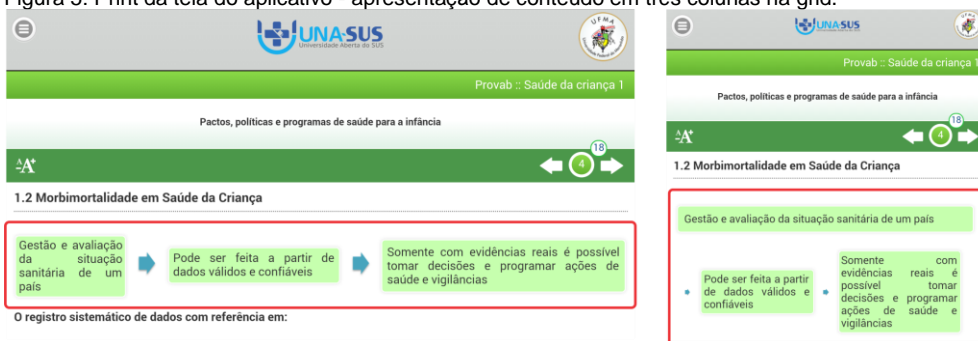 Figura 5: Print da tela do aplicativo - apresentação de conteúdo em três colunas na grid.
UNA-SUS
Universidade Aberta do SUS
UFMA
Provab :: Saúde da criança 1
Pactos, políticas e programas de saúde para a infância
-A+
4
18
1.2 Morbimortalidade em Saúde da Criança
Gestão e avaliação
da situação
sanitária de um
país
Pode ser feita a partir de
dados válidos e confiáveis
Somente com evidências reais é possível
tomar decisões e programar ações de
saúde e vigilâncias
O registro sistemático de dados com referência em:
UNA-SUS
Universidade Aberta do SUS
Provab :: Saúde da criança 1
Pactos, políticas e programas de saúde para a infância
-A+
4
18
1.2 Morbimortalidade em Saúde da Criança
Gestão e avaliação da situação sanitária de um país
Pode ser feita a partir
de dados válidos e
confiáveis
Somente com
evidências reais é
possível tomar
decisões e programar
ações de saúde e
vigilâncias